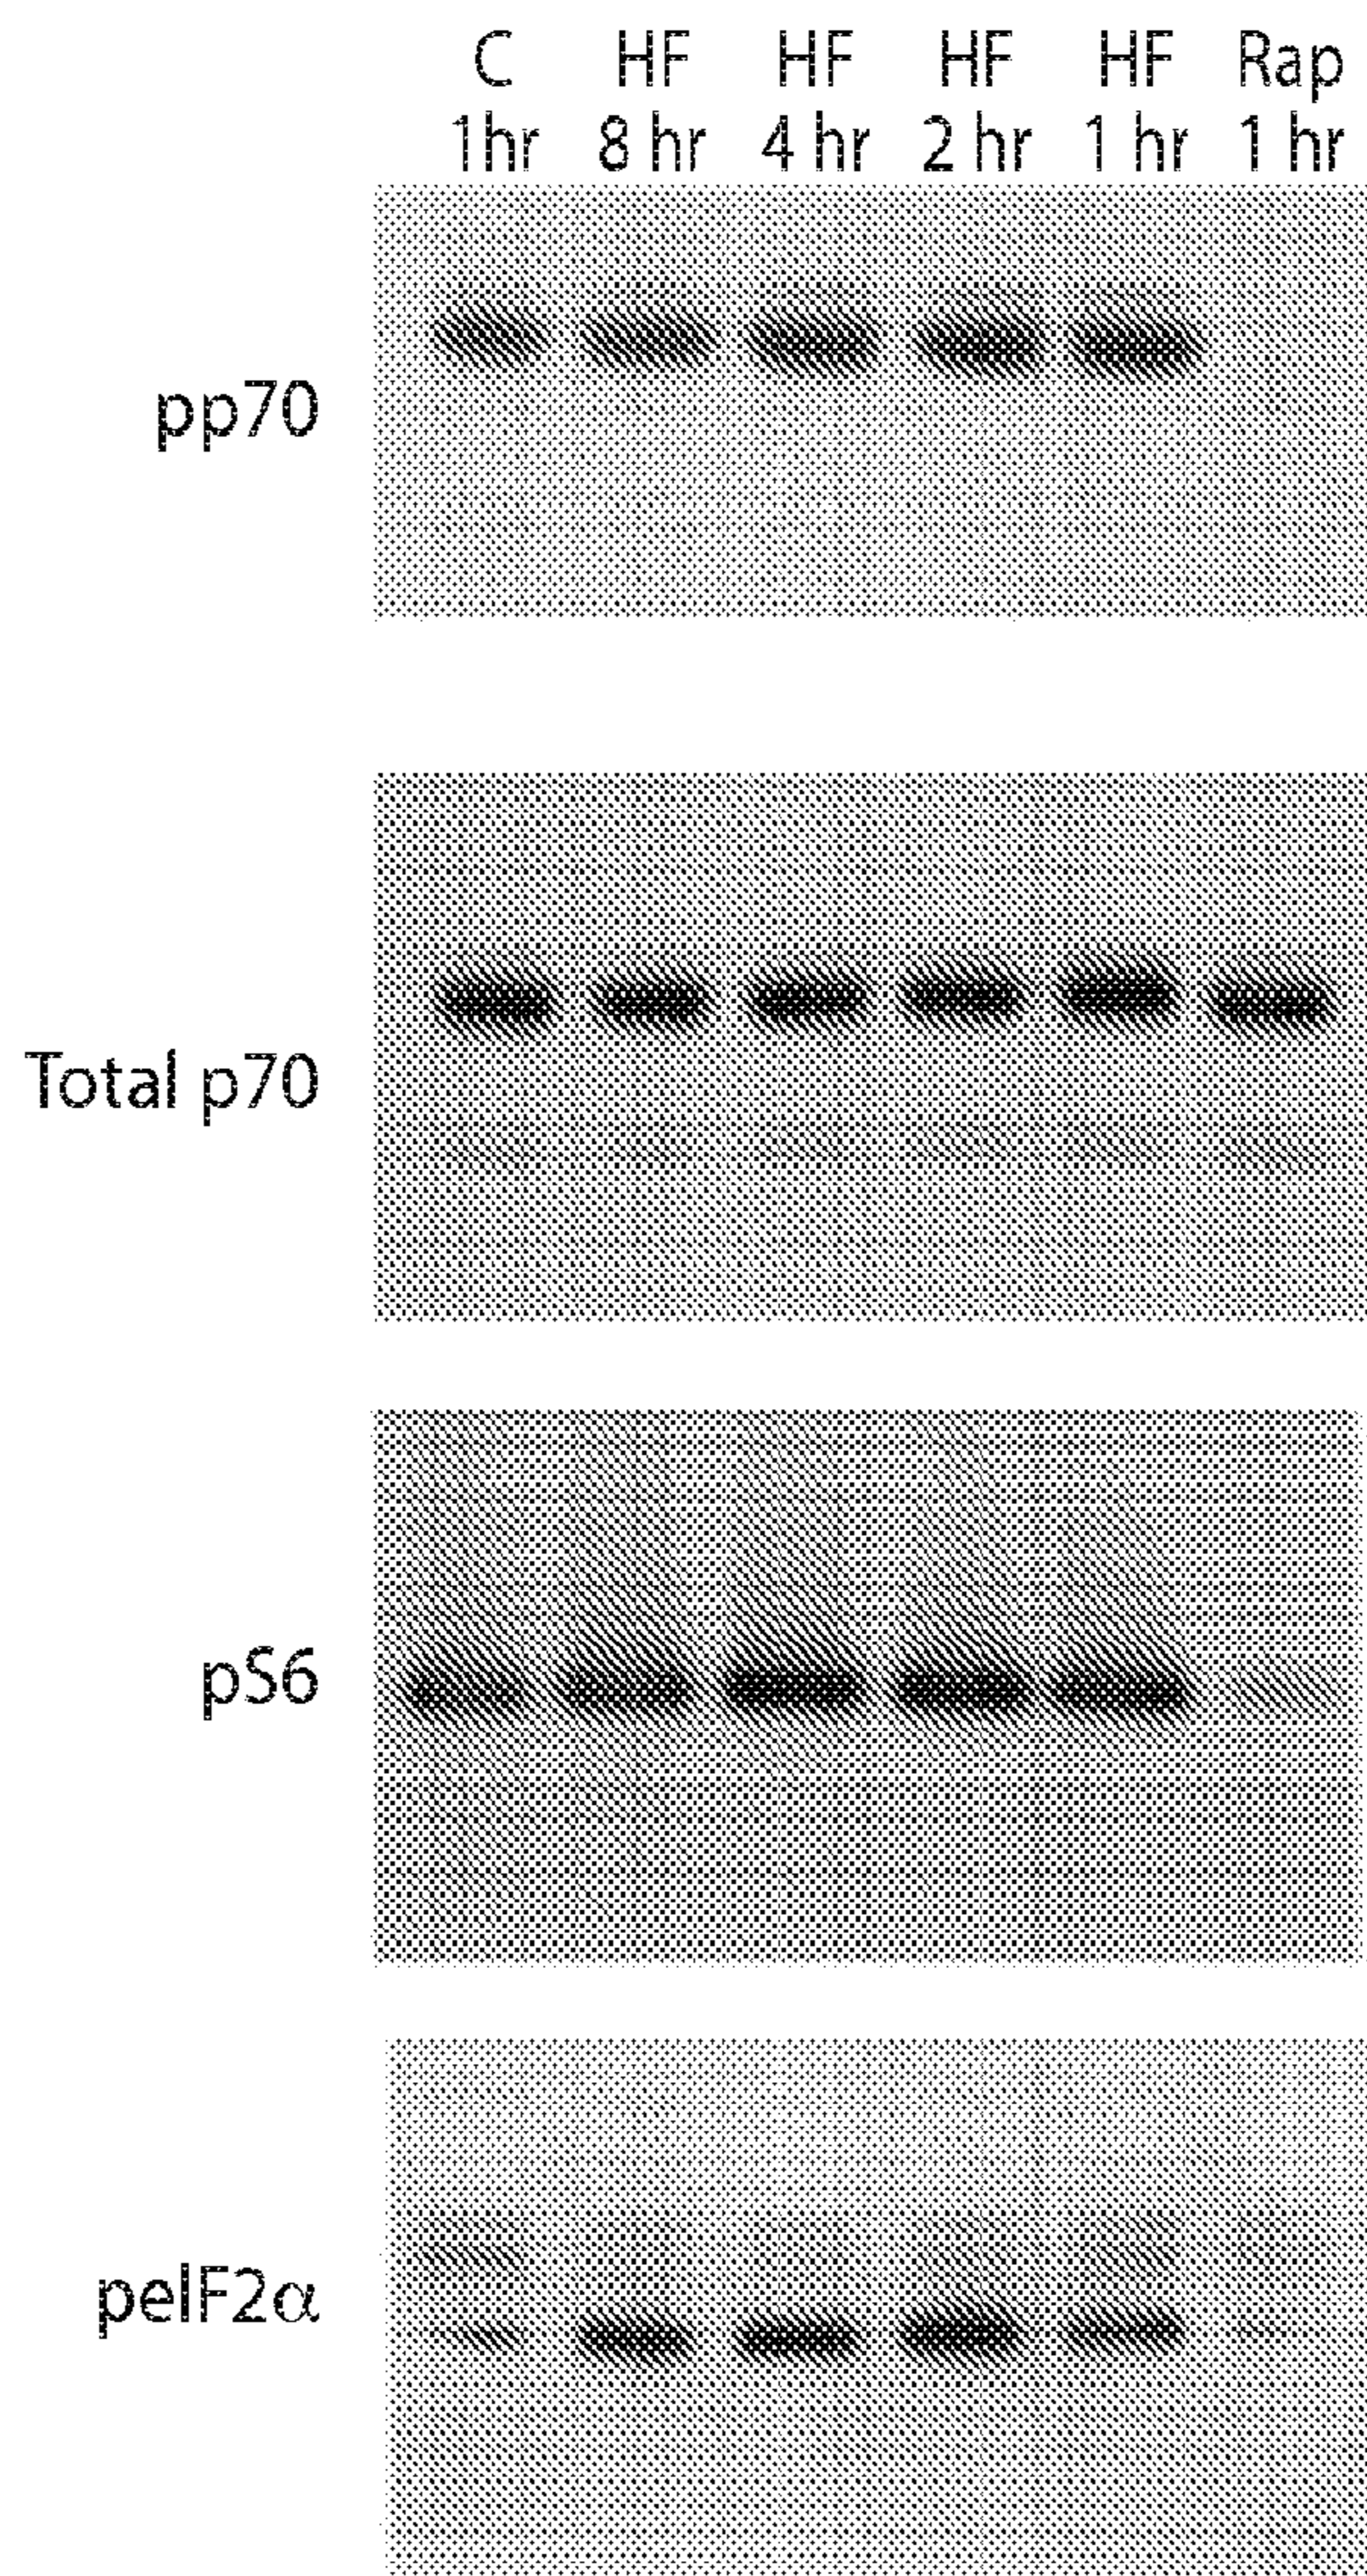 C HF HF HF HF Rap
1hr 8 hr 4 hr 2 hr 1 hr 1 hr
pp70
Total p70
pS6
peIF2α